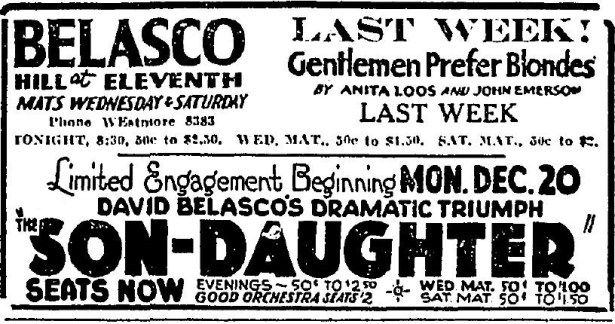 BELASCO
HILL at ELEVENTH
MATS WEDNESDAY & SATURDAY
Phone WEstmore 8383
LAST WEEK!
Gentlemen Prefer Blondes
BY ANITA LOOS AND JOHN EMERSON
LAST WEEK
TONIGHT, 8:30, 50c to $2.50. WED. MAT., 50c to $1.50. SAT. MAT., 50c to $2.
Limited Engagement Beginning MON. DEC. 20
DAVID BELASCO'S DRAMATIC TRIUMPH
"THE SON-DAUGHTER"
SEATS NOW
EVENINGS ~ 50¢ TO $2.50
GOOD ORCHESTRA SEATS $2
WED. MAT. 50¢ TO $1.00
SAT. MAT. 50¢ TO $1.50